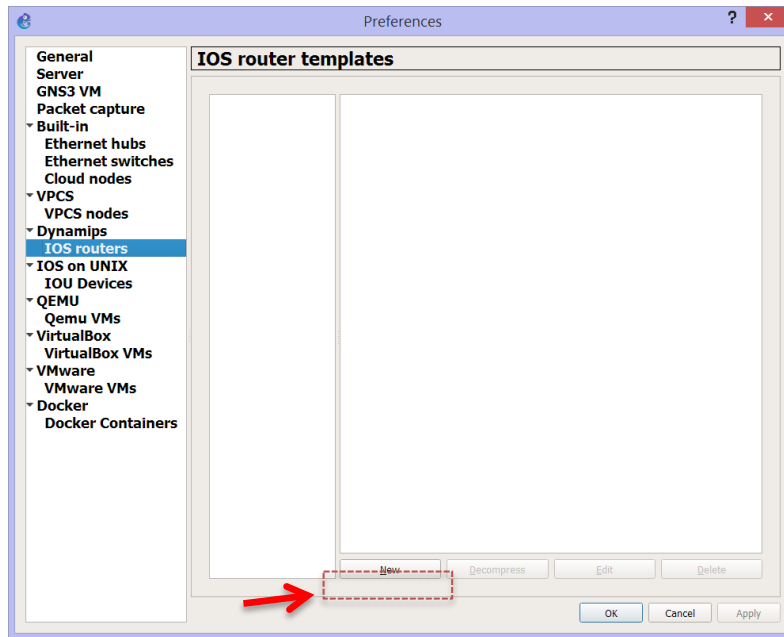 Preferences
?
×
General
Server
GNS3 VM
Packet capture
Built-in
Ethernet hubs
Ethernet switches
Cloud nodes
VPCS
VPCS nodes
Dynamips
IOS routers
IOS on UNIX
IOU Devices
QEMU
Qemu VMs
VirtualBox
VirtualBox VMs
VMware
VMware VMs
Docker
Docker Containers
IOS router templates
New
Decompress
Edit
Delete
OK
Cancel
Apply